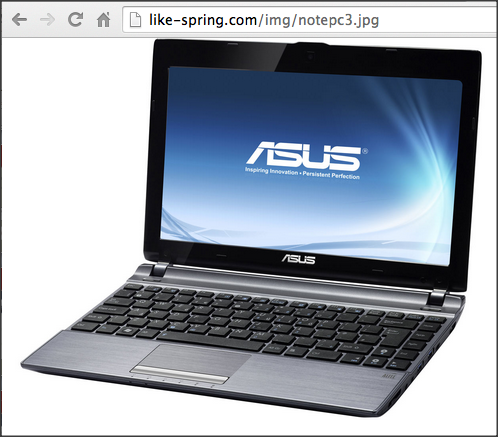 like-spring.com/img/notepc3.jpg
ASUS®
Inspiring Innovation • Persistent Perfection
ASUS